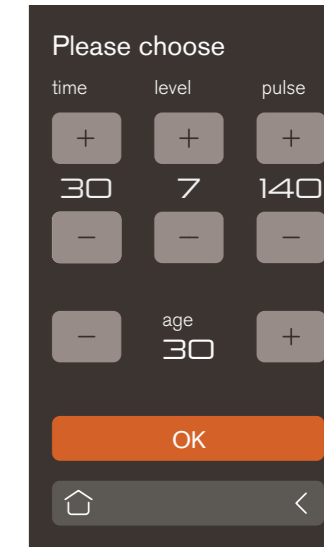 Please choose
time level pulse
+ + +
30 7 140
− − −
age
− 30 +
OK